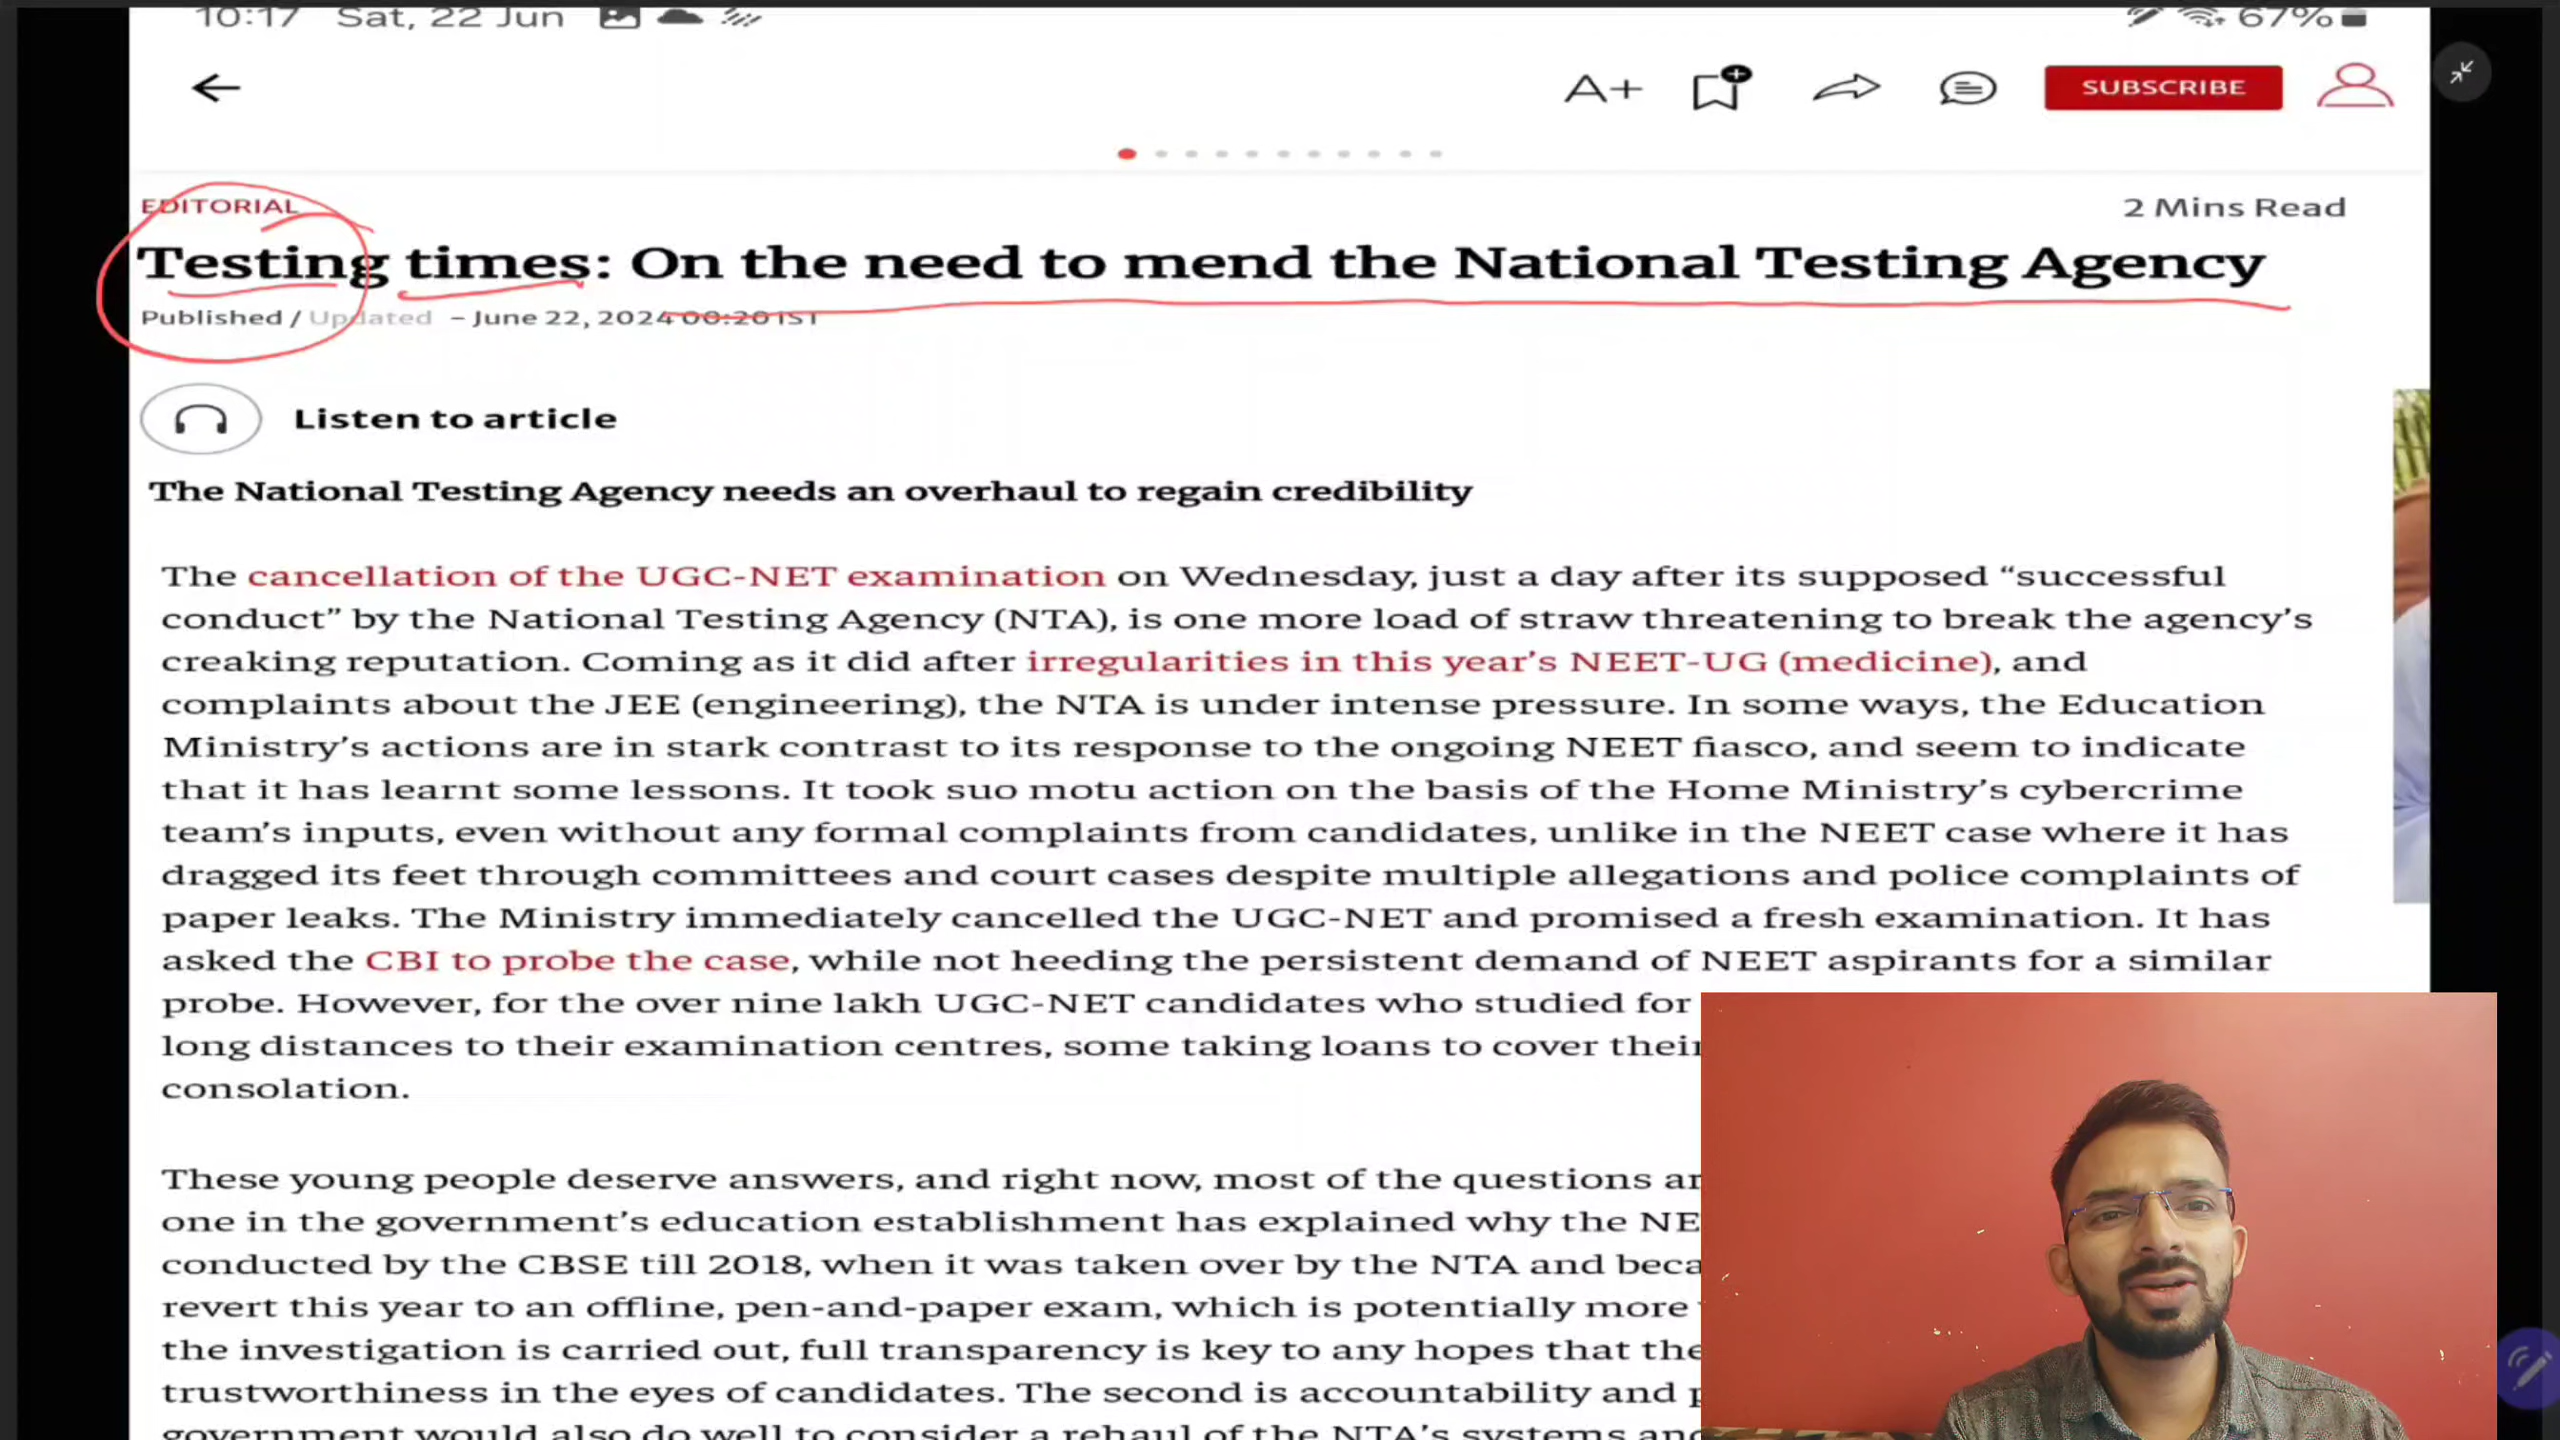 10:17 Sat, 22 Jun
67%
A+
SUBSCRIBE
EDITORIAL
2 Mins Read
Testing times: On the need to mend the National Testing Agency
Published / Updated – June 22, 2024 00:20 IST
Listen to article
The National Testing Agency needs an overhaul to regain credibility
The cancellation of the UGC-NET examination on Wednesday, just a day after its supposed “successful
conduct” by the National Testing Agency (NTA), is one more load of straw threatening to break the agency’s
creaking reputation. Coming as it did after irregularities in this year’s NEET-UG (medicine), and
complaints about the JEE (engineering), the NTA is under intense pressure. In some ways, the Education
Ministry’s actions are in stark contrast to its response to the ongoing NEET fiasco, and seem to indicate
that it has learnt some lessons. It took suo motu action on the basis of the Home Ministry’s cybercrime
team’s inputs, even without any formal complaints from candidates, unlike in the NEET case where it has
dragged its feet through committees and court cases despite multiple allegations and police complaints of
paper leaks. The Ministry immediately cancelled the UGC-NET and promised a fresh examination. It has
asked the CBI to probe the case, while not heeding the persistent demand of NEET aspirants for a similar
probe. However, for the over nine lakh UGC-NET candidates who studied for
long distances to their examination centres, some taking loans to cover their
consolation.
These young people deserve answers, and right now, most of the questions
one in the government’s education establishment has explained why the
conducted by the CBSE till 2018, when it was taken over by the NTA and
revert this year to an offline, pen-and-paper exam, which is potentially more
the investigation is carried out, full transparency is key to any hopes that the
trustworthiness in the eyes of candidates. The second is accountability and
government would also do well to consider a rehaul of the NTA’s systems